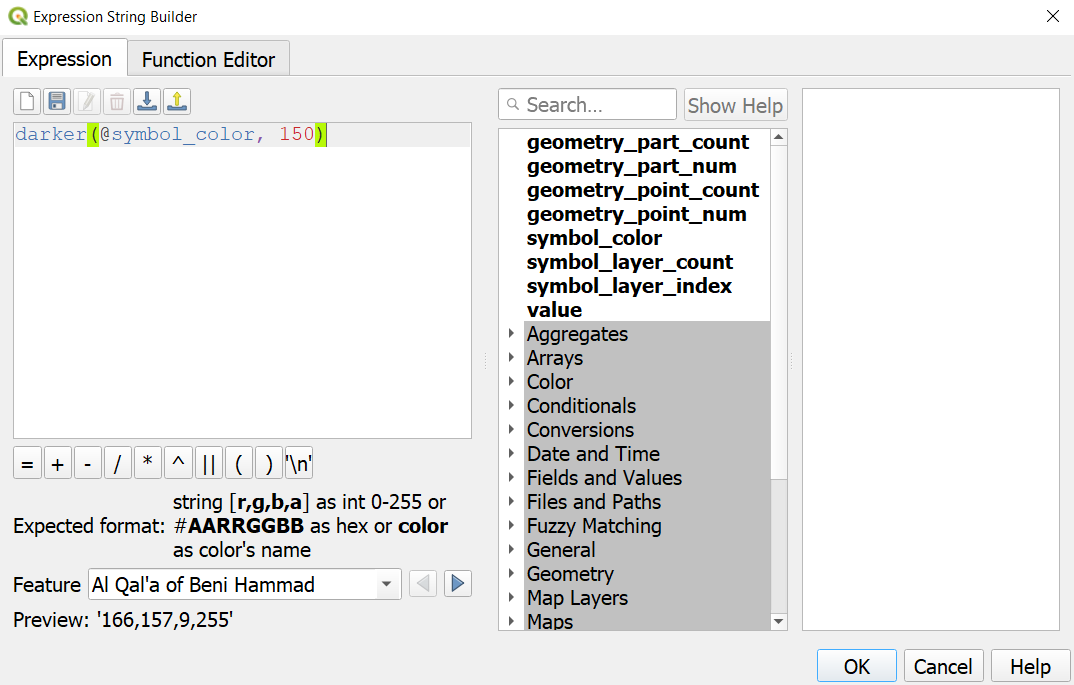 Expression String Builder
Expression
Function Editor
darker(@symbol_color, 150)
= + - / * ^ || ( ) '\n'
Expected format: string [r,g,b,a] as int 0-255 or
#AARRGGBB as hex or color
as color's name
Feature Al Qal'a of Beni Hammad
Preview: '166,157,9,255'
Search...
Show Help
geometry_part_count
geometry_part_num
geometry_point_count
geometry_point_num
symbol_color
symbol_layer_count
symbol_layer_index
value
Aggregates
Arrays
Color
Conditionals
Conversions
Date and Time
Fields and Values
Files and Paths
Fuzzy Matching
General
Geometry
Map Layers
Maps
OK
Cancel
Help